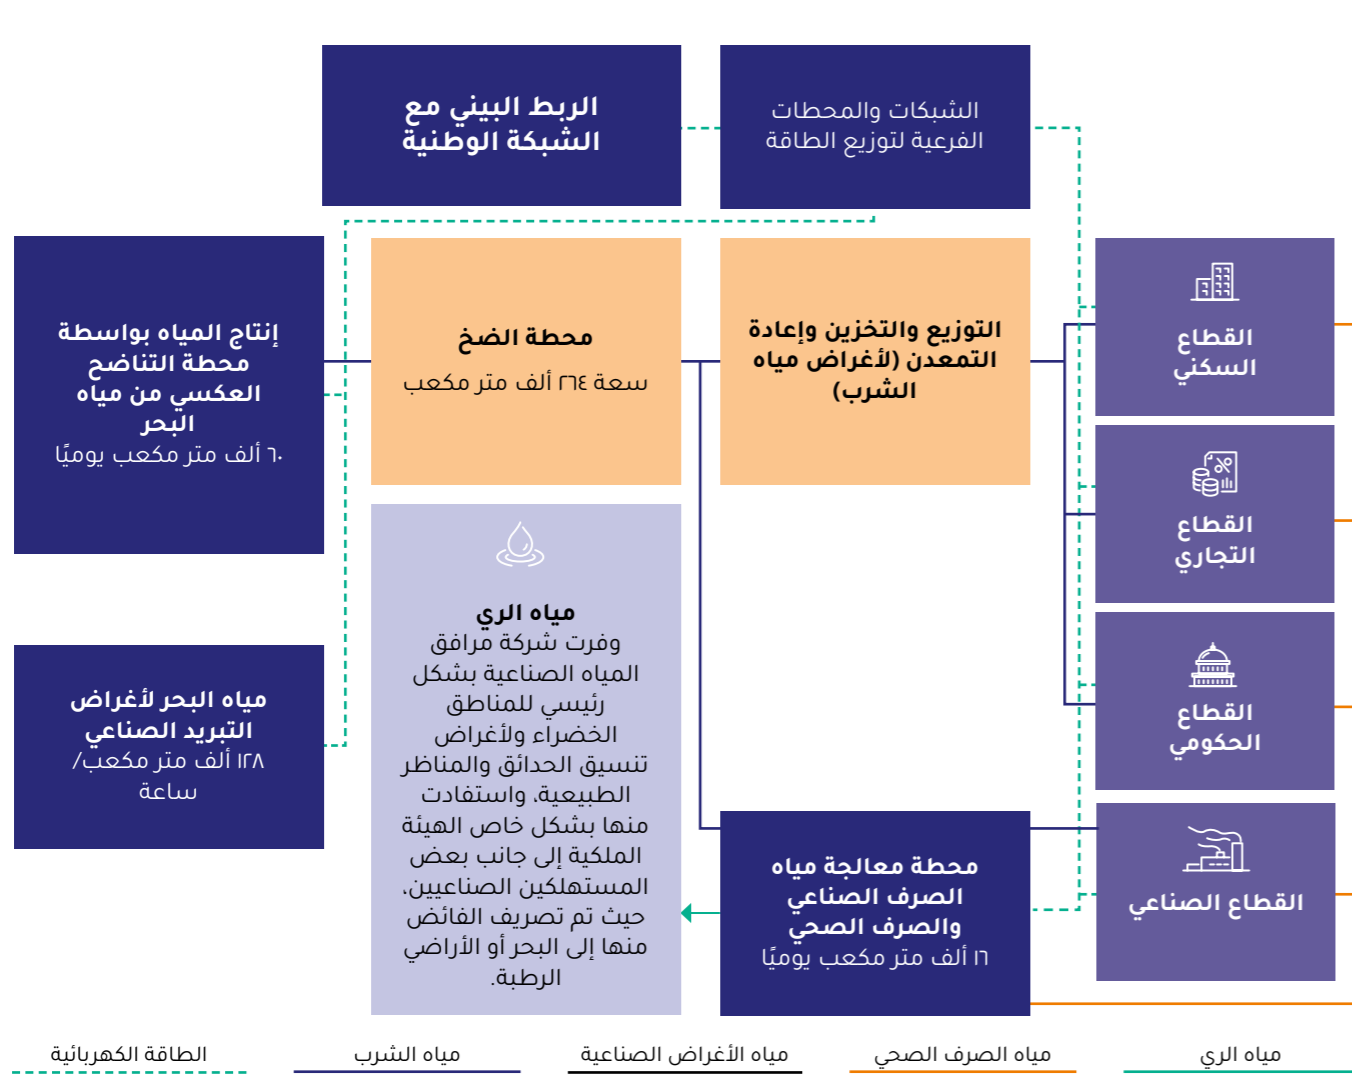 الشبكات والمحطات
الفرعية لتوزيع الطاقة
الربط البيني مع
الشبكة الوطنية
القطاع
السكني
التوزيع والتخزين وإعادة
التمعدن (لأغراض مياه
الشرب)
محطة الضخ
سعة ٢٦٤ ألف متر مكعب
إنتاج المياه بواسطة
محطة التناضح
العكسي من مياه
البحر
٦٠ ألف متر مكعب يوميًا
القطاع
التجاري
القطاع
الحكومي
القطاع الصناعي
محطة معالجة مياه
الصرف الصناعي
والصرف الصحي
١٦ ألف متر مكعب يوميًا
مياه الري
وفرت شركة مرافق
المياه الصناعية بشكل
رئيسي للمناطق
الخضراء ولأغراض
تنسيق الحدائق والمناظر
الطبيعية، واستفادت
منها بشكل خاص الهيئة
الملكية إلى جانب بعض
المستهلكين الصناعيين،
حيث تم تصريف الفائض
منها إلى البحر أو الأراضي
الرطبة.
مياه البحر لأغراض
التبريد الصناعي
١٢٨ ألف متر مكعب/
ساعة
مياه الري
مياه الصرف الصحي
مياه الأغراض الصناعية
مياه الشرب
الطاقة الكهربائية